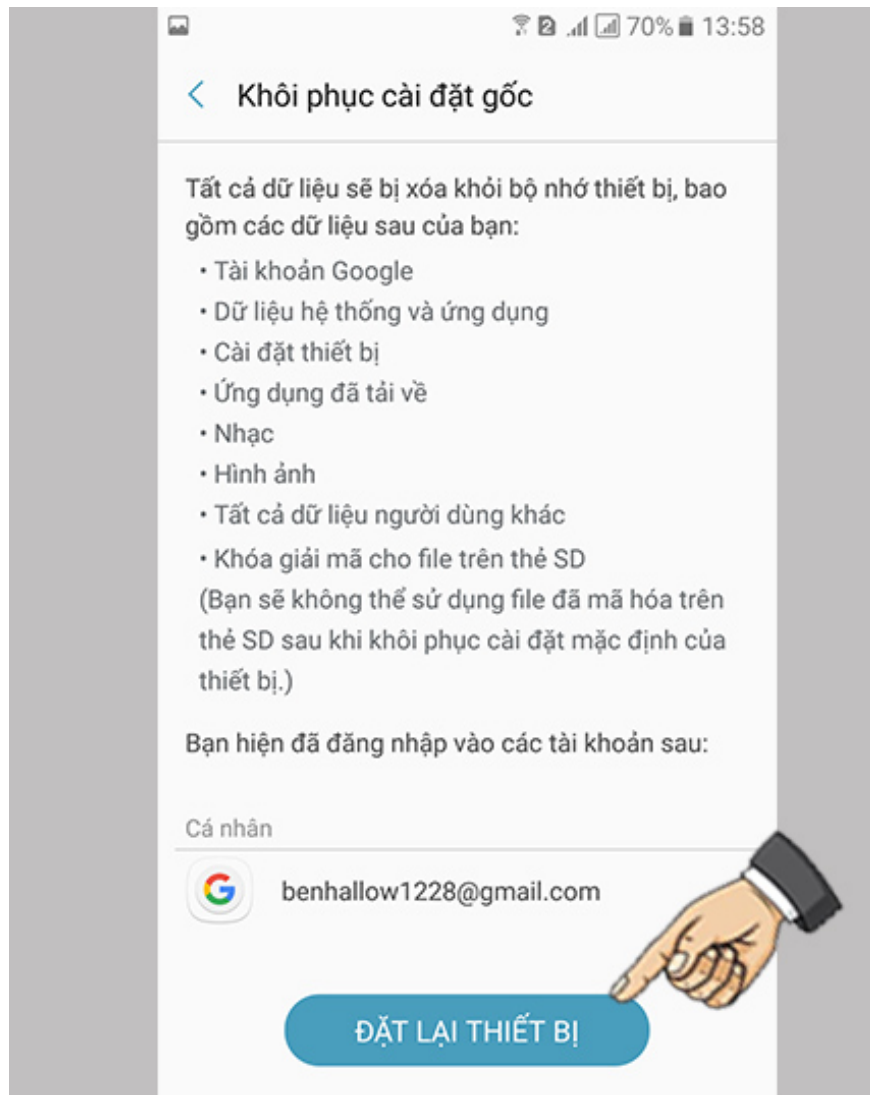 70% 13:58
Khôi phục cài đặt gốc
Tất cả dữ liệu sẽ bị xóa khỏi bộ nhớ thiết bị, bao
gồm các dữ liệu sau của bạn:
• Tài khoản Google
• Dữ liệu hệ thống và ứng dụng
• Cài đặt thiết bị
• Ứng dụng đã tải về
• Nhạc
• Hình ảnh
• Tất cả dữ liệu người dùng khác
• Khóa giải mã cho file trên thẻ SD
(Bạn sẽ không thể sử dụng file đã mã hóa trên
thẻ SD sau khi khôi phục cài đặt mặc định của
thiết bị.)
Bạn hiện đã đăng nhập vào các tài khoản sau:
Cá nhân
benhallow1228@gmail.com
ĐẶT LẠI THIẾT BỊ